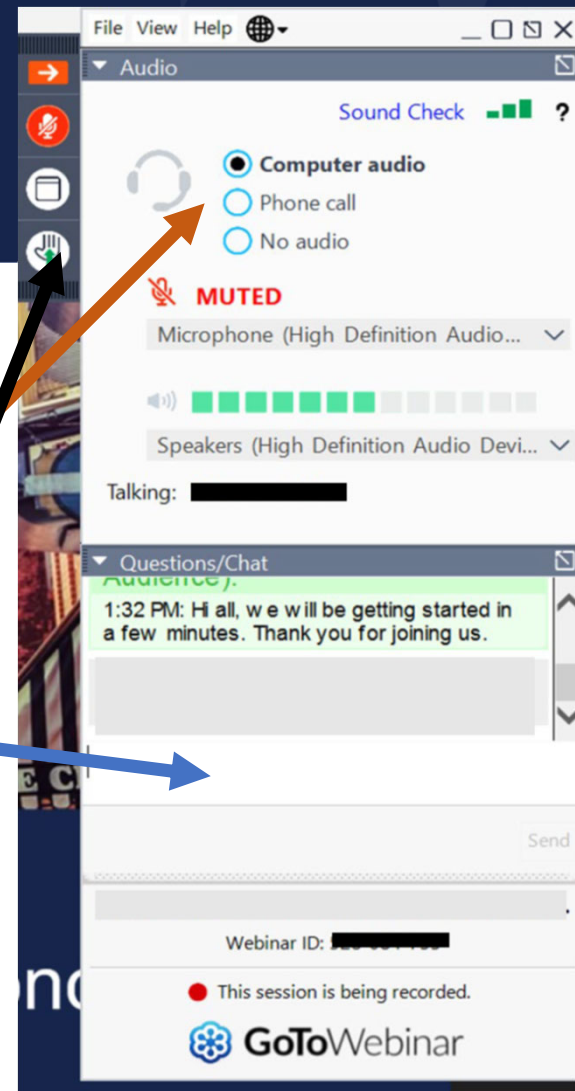 File View Help
Audio
Sound Check ?
Computer audio
Phone call
No audio
MUTED
Microphone (High Definition Audio...
Speakers (High Definition Audio Devi...
Talking:
Questions/Chat
Audience):
1:32 PM: Hi all, we will be getting started in
a few minutes. Thank you for joining us.
Send
Webinar ID:
This session is being recorded.
GoToWebinar